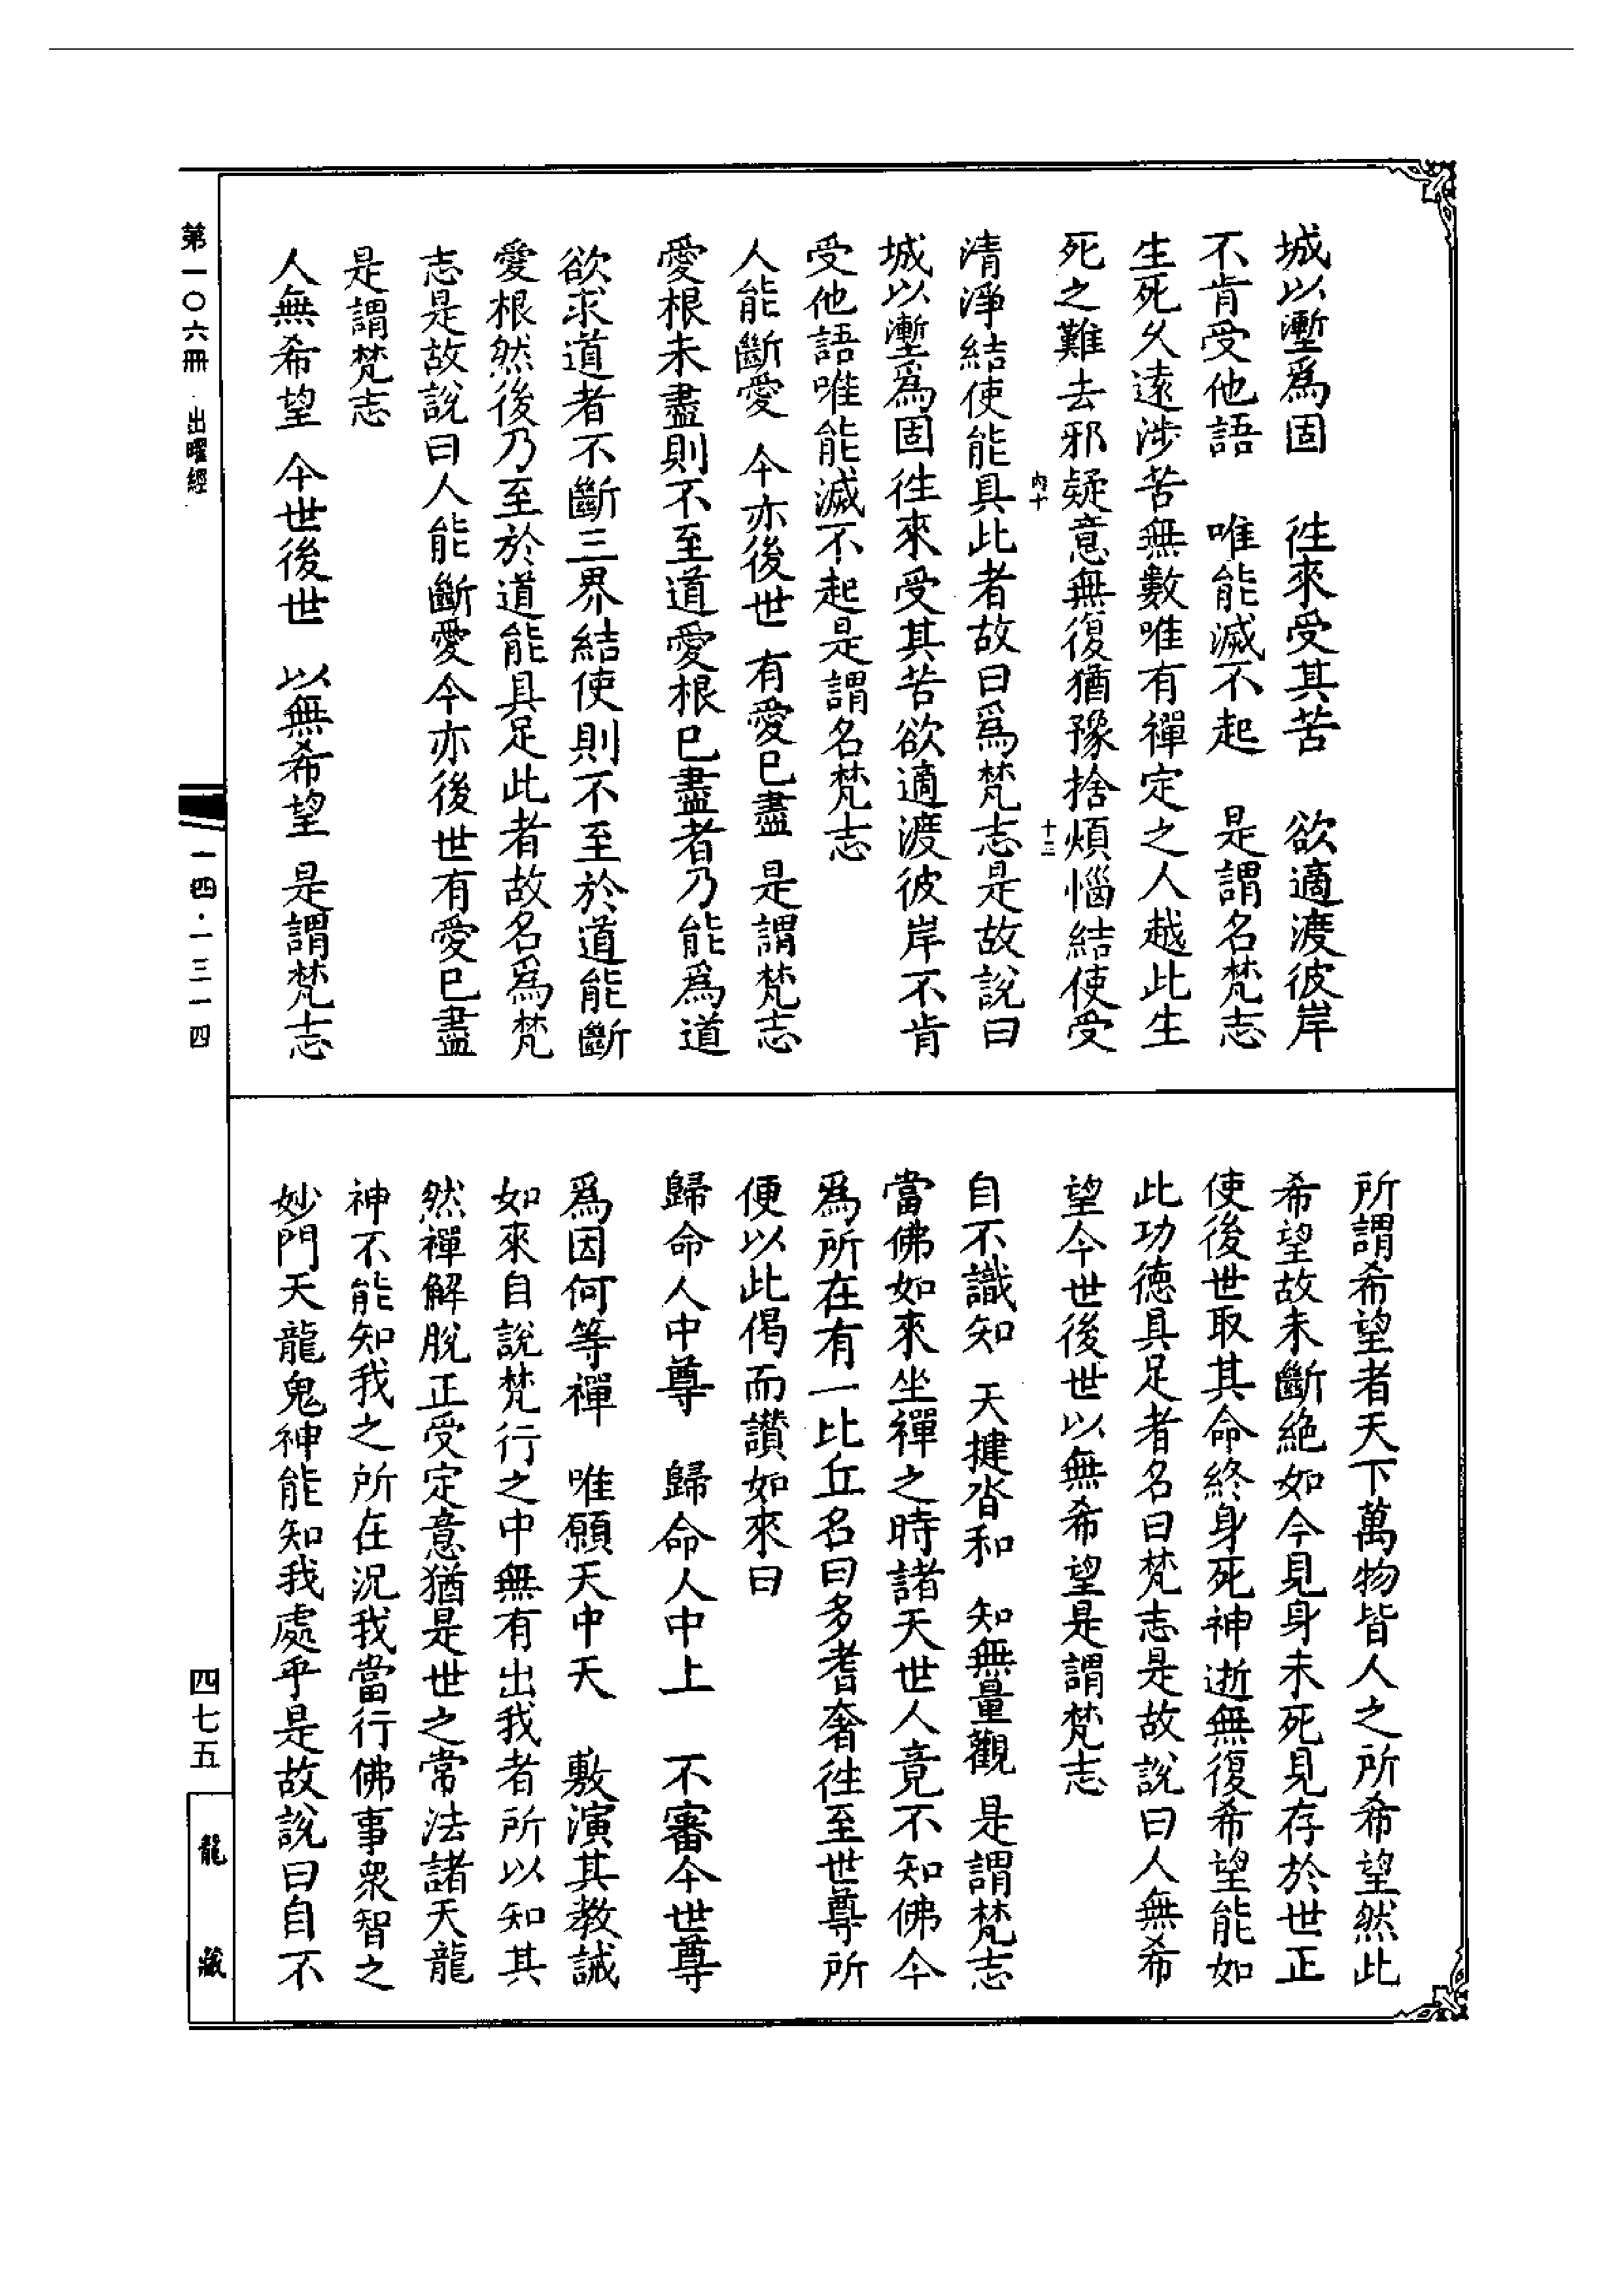 城以壍爲固　徃來受其苦　欲適渡彼岸
不肯受他語　唯能滅不起　是謂名梵志
生死久遠涉苦無數唯有禪定之人越此生
死之難去邪疑意無復猶豫捨煩惱結使受
内十
十三
清淨結使能具此者故曰爲梵志是故說曰
城以壍爲固徃來受其苦欲適渡彼岸不肯
受他語唯能滅不起是謂名梵志
人能斷愛　今亦後世　有愛已盡　是謂梵志
愛根未盡則不至道愛根已盡者乃能爲道
欲求道者不斷三界結使則不至於道能斷
愛根然後乃至於道能具足此者故名爲梵
志是故說曰人能斷愛今亦後世有愛已盡
是謂梵志
人無希望　今世後世　以無希望　是謂梵志
所謂希望者天下萬物皆人之所希望然此
希望故未斷絶如今見身未死見存於世正
使後世取其命終身死神逝無復希望能如
此功德具足者名曰梵志是故說曰人無希
望今世後世以無希望是謂梵志
自不識知　天揵沓和　知無量觀　是謂梵志
當佛如來坐禪之時諸天世人竟不知佛今
爲所在有一比丘名曰多耆奢徃至世尊所
便以此偈而讃如來曰
歸命人中尊　歸命人中上　不審今世尊
爲因何等禪　唯願天中天　敷演其教誡
如來自說梵行之中無有出我者所以知其
然禪解脫正受定意猶是世之常法諸天龍
神不能知我之所在況我當行佛事衆智之
妙門天龍鬼神能知我處乎是故說曰自不
第一〇六冊　出曜經
一四·一三一四
四七五
龍藏